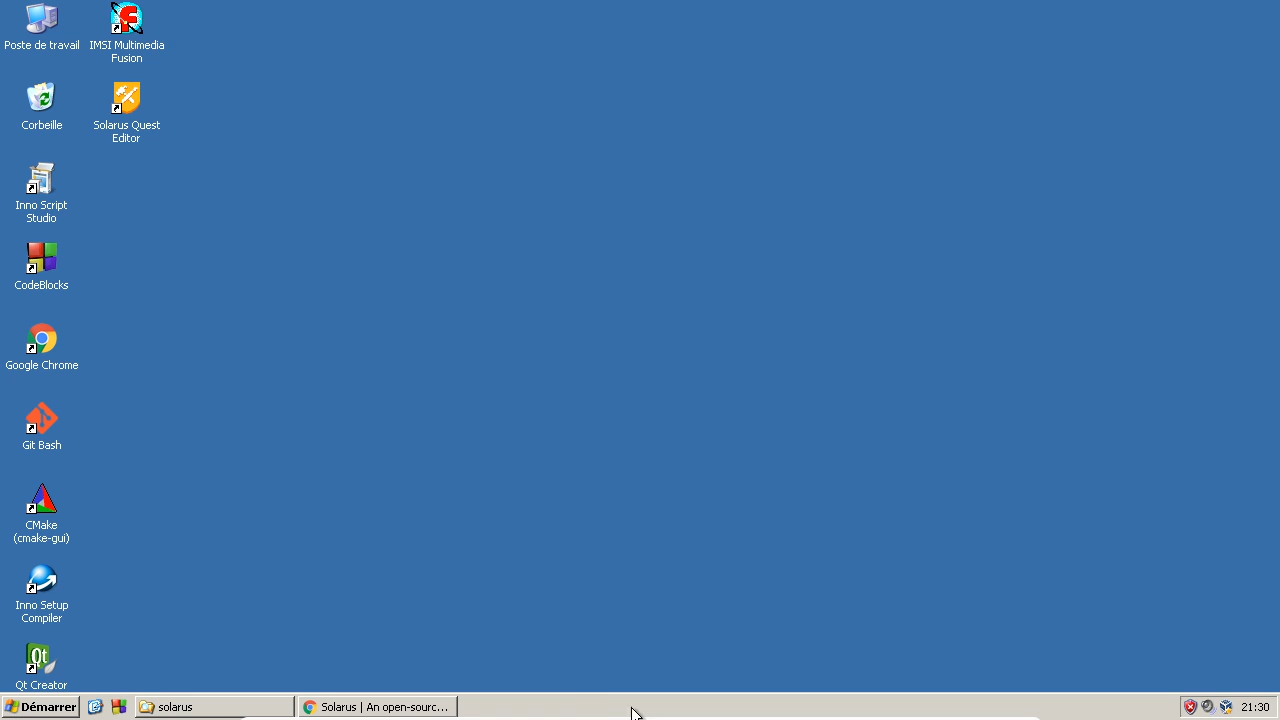 Poste de travail
IMSI Multimedia
Fusion
Corbeille
Solarus Quest
Editor
Inno Script
Studio
CodeBlocks
Google Chrome
Git Bash
CMake
(cmake-gui)
Inno Setup
Compiler
Qt
Qt Creator
Démarrer
solarus
Solarus | An open-sourc...
21:30